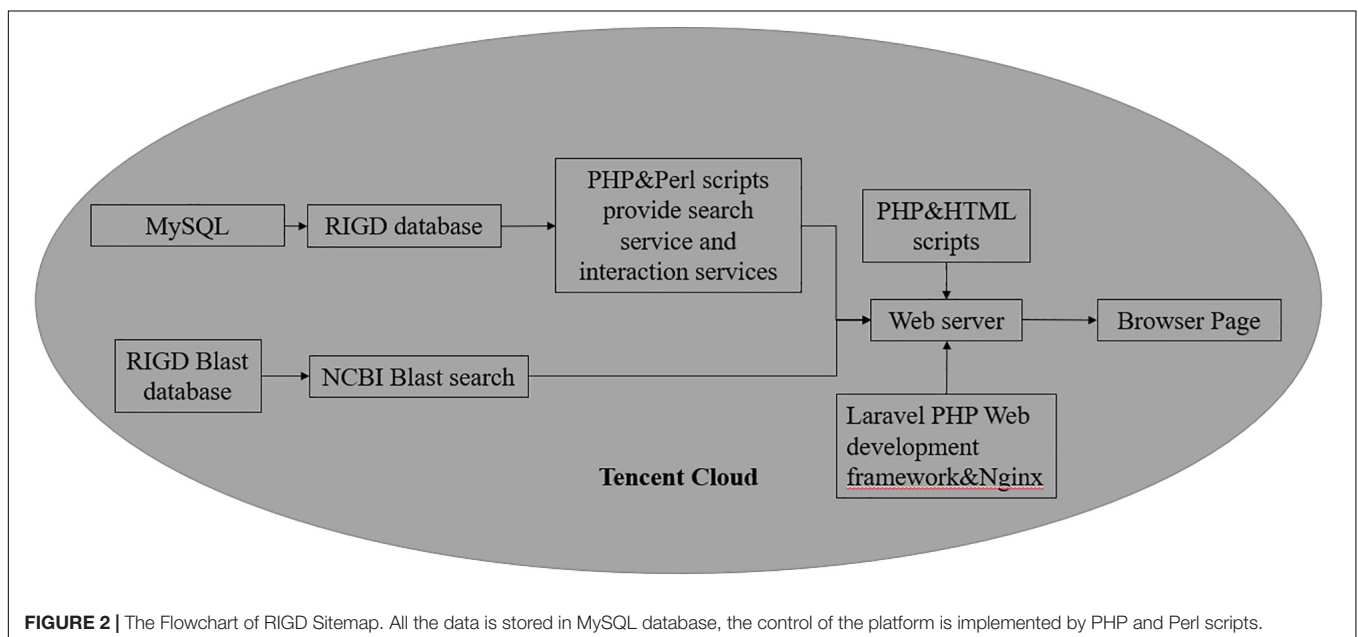 MySQL
RIGD database
PHP&Perl scripts
provide search
service and
interaction services
PHP&HTML
scripts
Web server
Browser Page
RIGD Blast
database
NCBI Blast search
Laravel PHP Web
development
framework&Nginx
Tencent Cloud
FIGURE 2 | The Flowchart of RIGD Sitemap. All the data is stored in MySQL database, the control of the platform is implemented by PHP and Perl scripts.